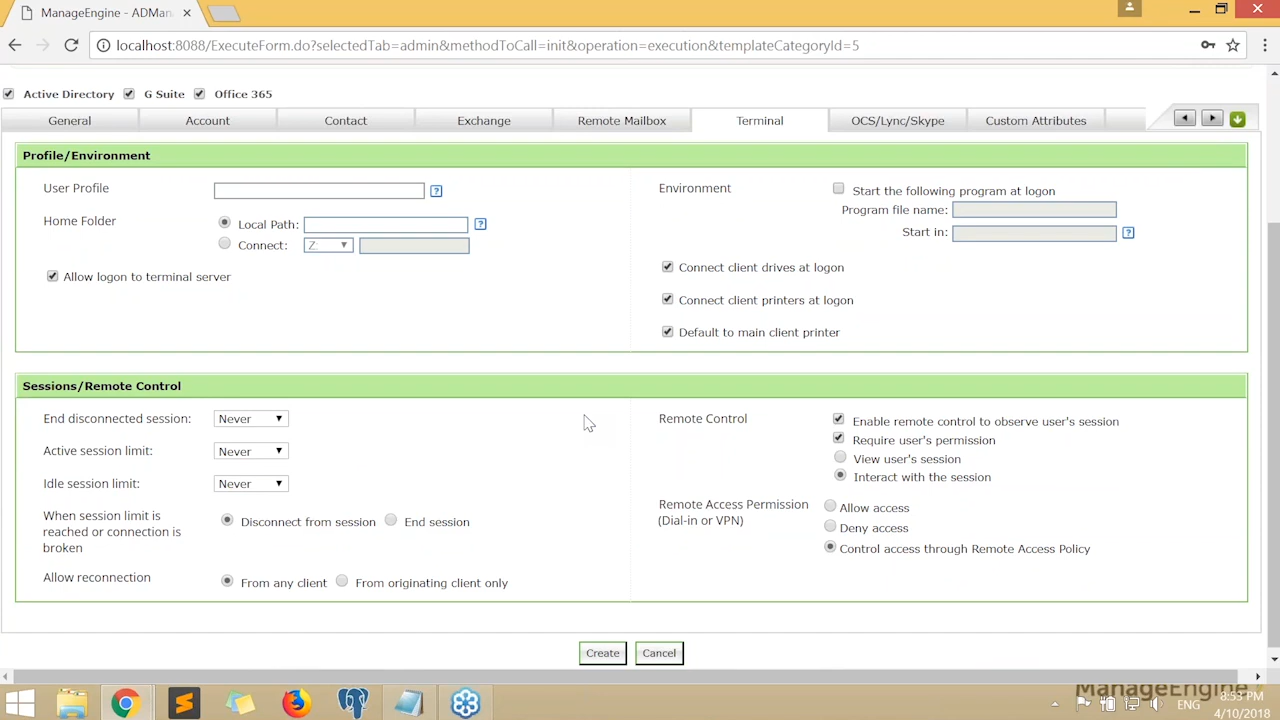 ManageEngine - ADMan
localhost:8088/ExecuteForm.do?selectedTab=admin&methodToCall=init&operation=execution&templateCategoryId=5
Active Directory G Suite Office 365
General Account Contact Exchange Remote Mailbox Terminal OCS/Lync/Skype Custom Attributes
Profile/Environment
User Profile ?
Home Folder Local Path: ?
Connect: Z:
Allow logon to terminal server
Environment Start the following program at logon
Program file name:
Start in: ?
Connect client drives at logon
Connect client printers at logon
Default to main client printer
Sessions/Remote Control
End disconnected session: Never
Active session limit: Never
Idle session limit: Never
When session limit is
reached or connection is
broken
Disconnect from session End session
Allow reconnection From any client From originating client only
Remote Control Enable remote control to observe user's session
Require user's permission
View user's session
Interact with the session
Remote Access Permission
(Dial-in or VPN)
Allow access
Deny access
Control access through Remote Access Policy
Create Cancel
ManageEngine
ENG
8:53 PM
4/10/2018